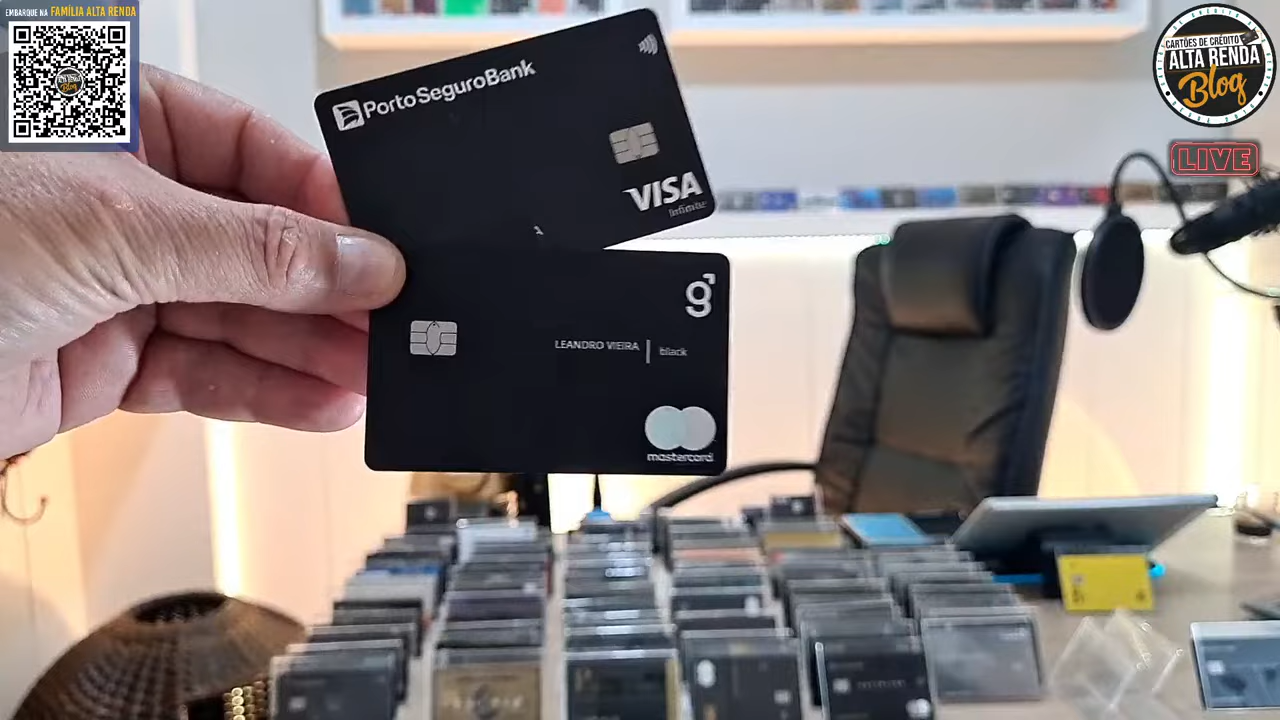 EMBARQUE NA FAMÍLIA ALTA RENDA
CARTÕES DE CRÉDITO
ALTA RENDA
Blog
LIVE
PortoSeguroBank
VISA
Infinite
LEANDRO VIEIRA | black
mastercard